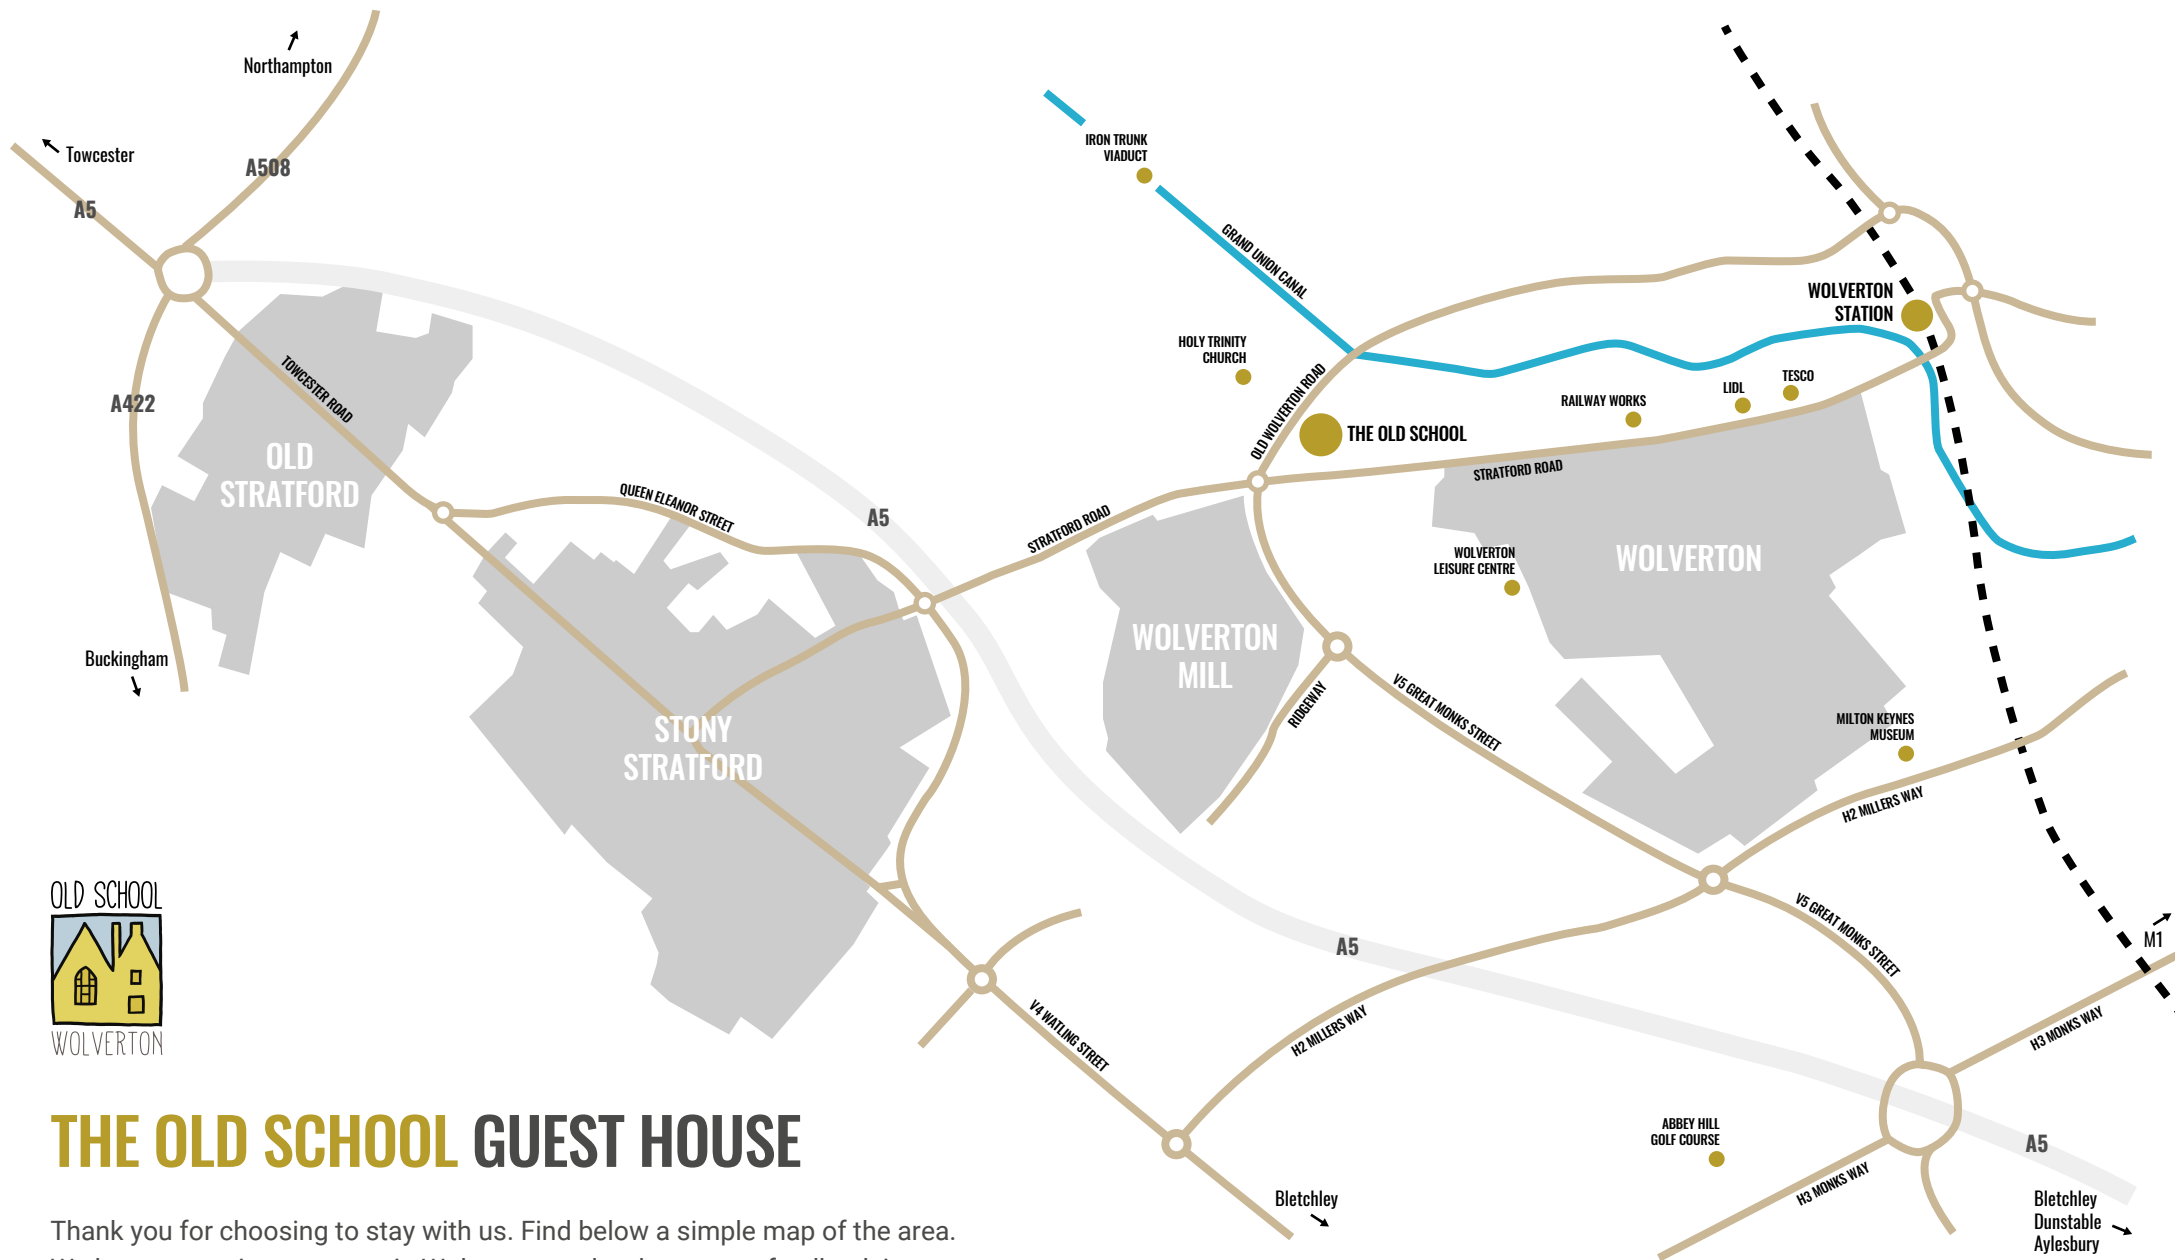 Northampton
Towcester
A508
A5
A422
TOWCESTER ROAD
OLD
STRATFORD
Buckingham
QUEEN ELEANOR STREET
A5
STONY
STRATFORD
STRATFORD ROAD
IRON TRUNK
VIADUCT
GRAND UNION CANAL
HOLY TRINITY
CHURCH
OLD WOLVERTON ROAD
THE OLD SCHOOL
WOLVERTON
STATION
RAILWAY WORKS
LIDL
TESCO
STRATFORD ROAD
WOLVERTON
LEISURE CENTRE
WOLVERTON
WOLVERTON
MILL
RIDGEWAY
V5 GREAT MONKS STREET
MILTON KEYNES
MUSEUM
H2 MILLERS WAY
V5 GREAT MONKS STREET
M1
A5
H3 MONKS WAY
V4 WATLING STREET
H2 MILLERS WAY
ABBEY HILL
GOLF COURSE
A5
H3 MONKS WAY
Bletchley
Bletchley
Dunstable
Aylesbury
OLD SCHOOL
WOLVERTON
THE OLD SCHOOL GUEST HOUSE
Thank you for choosing to stay with us. Find below a simple map of the area.